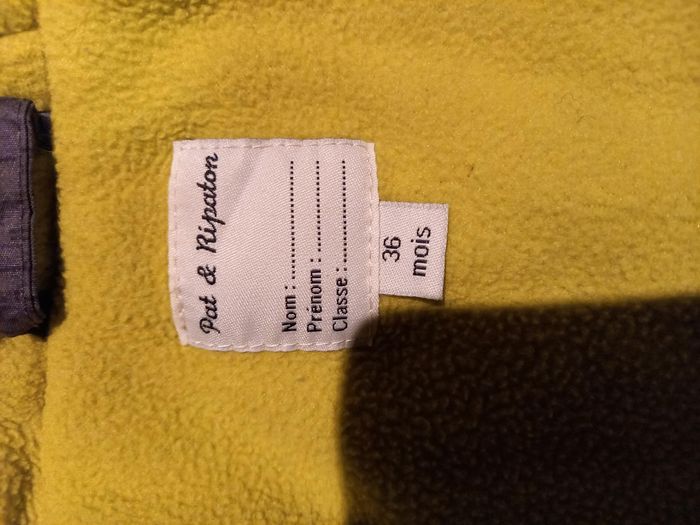 Pat & Ripaton
Nom : ......................
Prénom : ................
Classe : ..................
36
mois